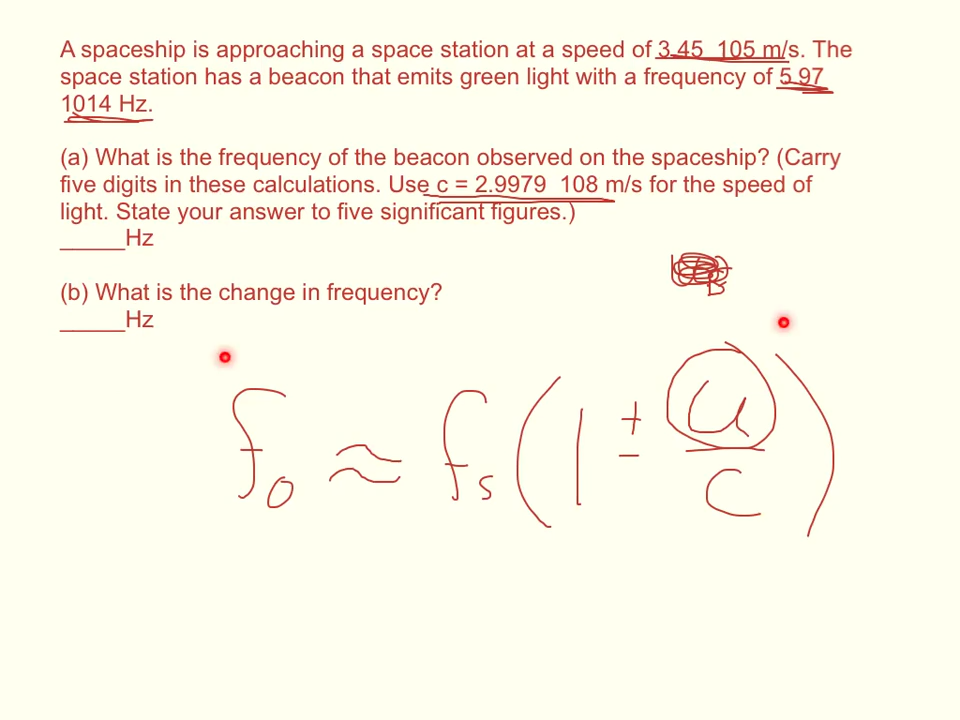 A spaceship is approaching a space station at a speed of 3.45 105 m/s. The
space station has a beacon that emits green light with a frequency of 5.97
1014 Hz.
(a) What is the frequency of the beacon observed on the spaceship? (Carry
five digits in these calculations. Use c = 2.9979 108 m/s for the speed of
light. State your answer to five significant figures.)
_____Hz
(b) What is the change in frequency?
_____Hz
fo ≈ fs(1 ± u/c)